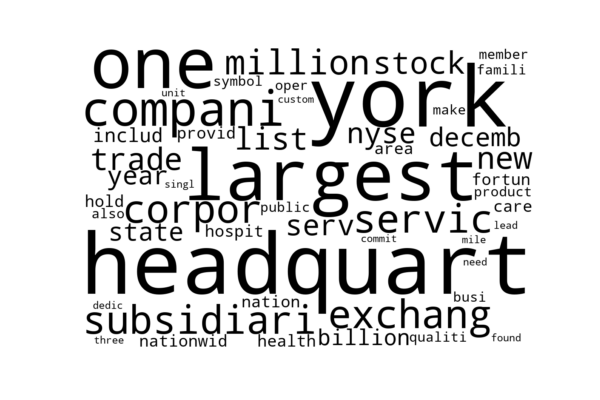 one million stock member
famili
symbol oper
unit custom
compani york make
includ provid list nyse decemb
area
trade largest new
year singl fortun
product
hold corpor public care
also servic
state hospit serv lead
commit mile
headquart need
busi
dedic nation
subsidiari exchang
three nationwid health billion qualiti found